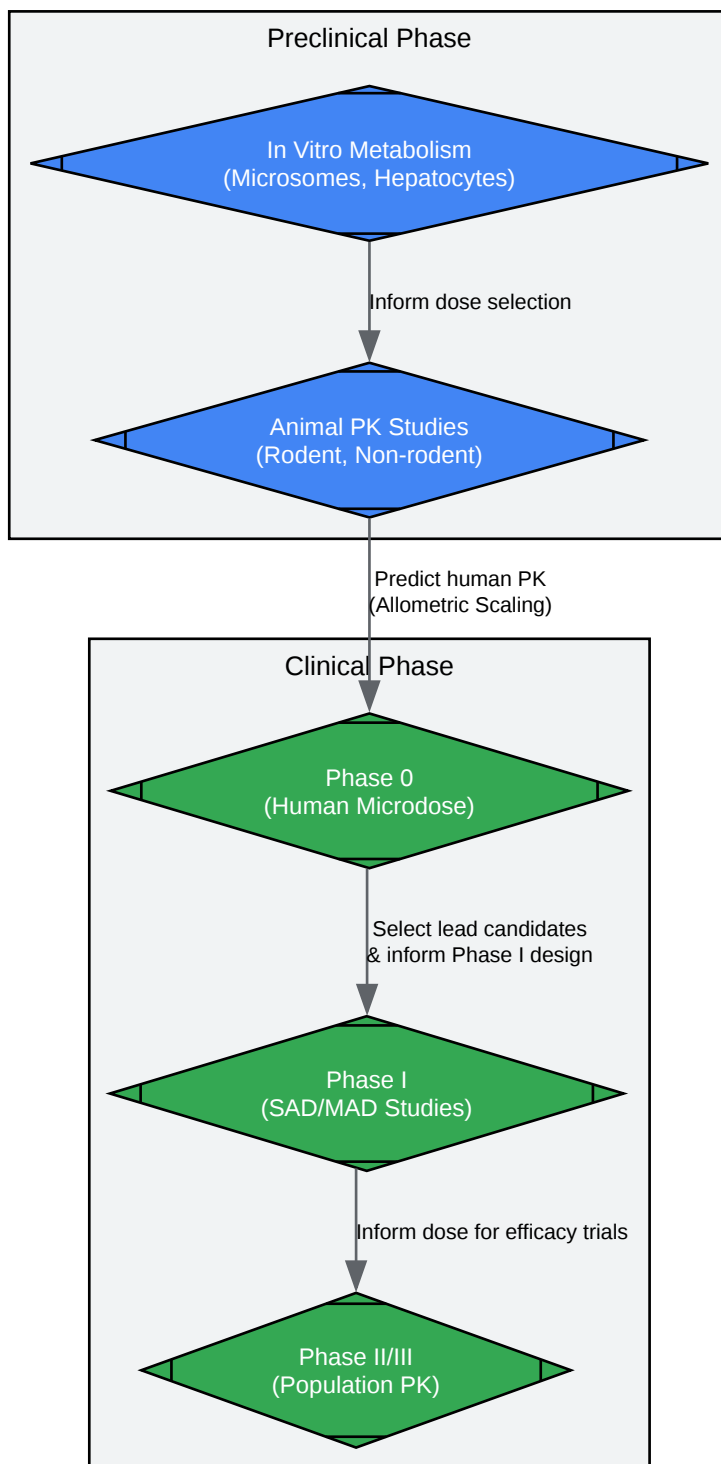 Preclinical Phase
In Vitro Metabolism
(Microsomes, Hepatocytes)
Inform dose selection
Animal PK Studies
(Rodent, Non-rodent)
Predict human PK
(Allometric Scaling)
Clinical Phase
Phase 0
(Human Microdose)
Select lead candidates
& inform Phase I design
Phase I
(SAD/MAD Studies)
Inform dose for efficacy trials
Phase II/III
(Population PK)